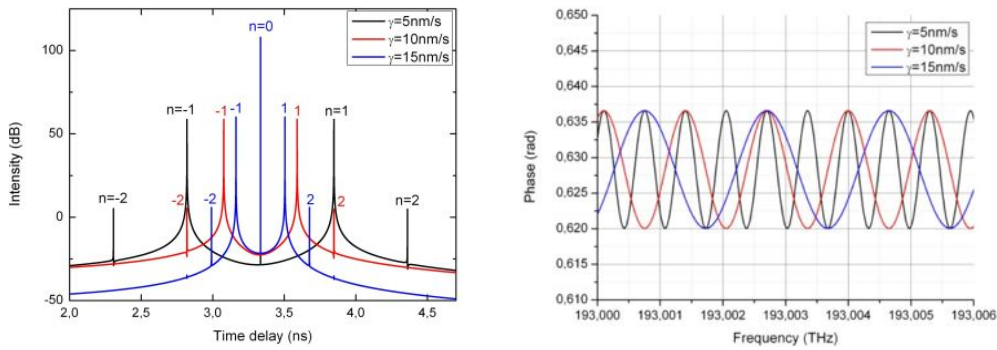 n=0
γ=5nm/s
γ=10nm/s
γ=15nm/s
n=-1
-1
-1
1
1
n=1
n=-2
-2
-2
2
2
n=2
100
50
0
-50
2,0
2,5
3,0
3,5
4,0
4,5
Intensity (dB)
Time delay (ns)
γ=5nm/s
γ=10nm/s
γ=15nm/s
0,650
0,645
0,640
0,635
0,630
0,625
0,620
0,615
0,610
193,000
193,001
193,002
193,003
193,004
193,005
193,006
Phase (rad)
Frequency (THz)